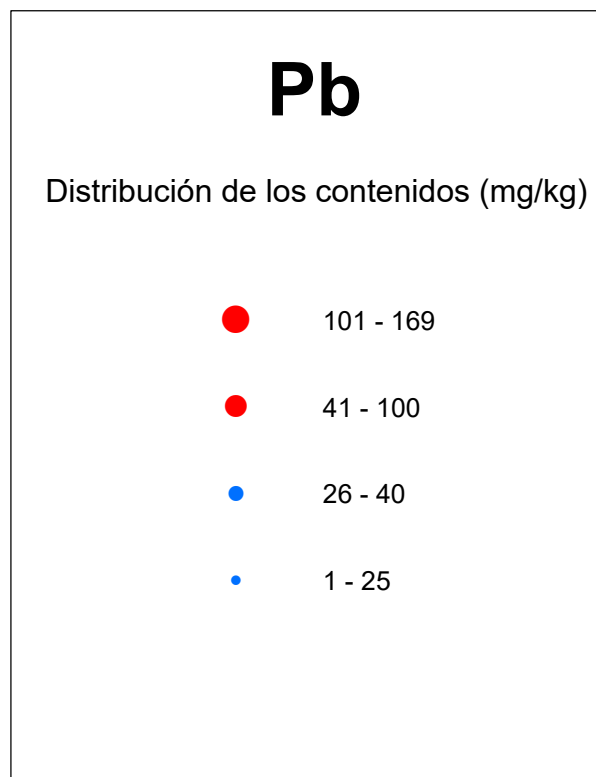 Pb
Distribución de los contenidos (mg/kg)
101 - 169
41 - 100
26 - 40
1 - 25